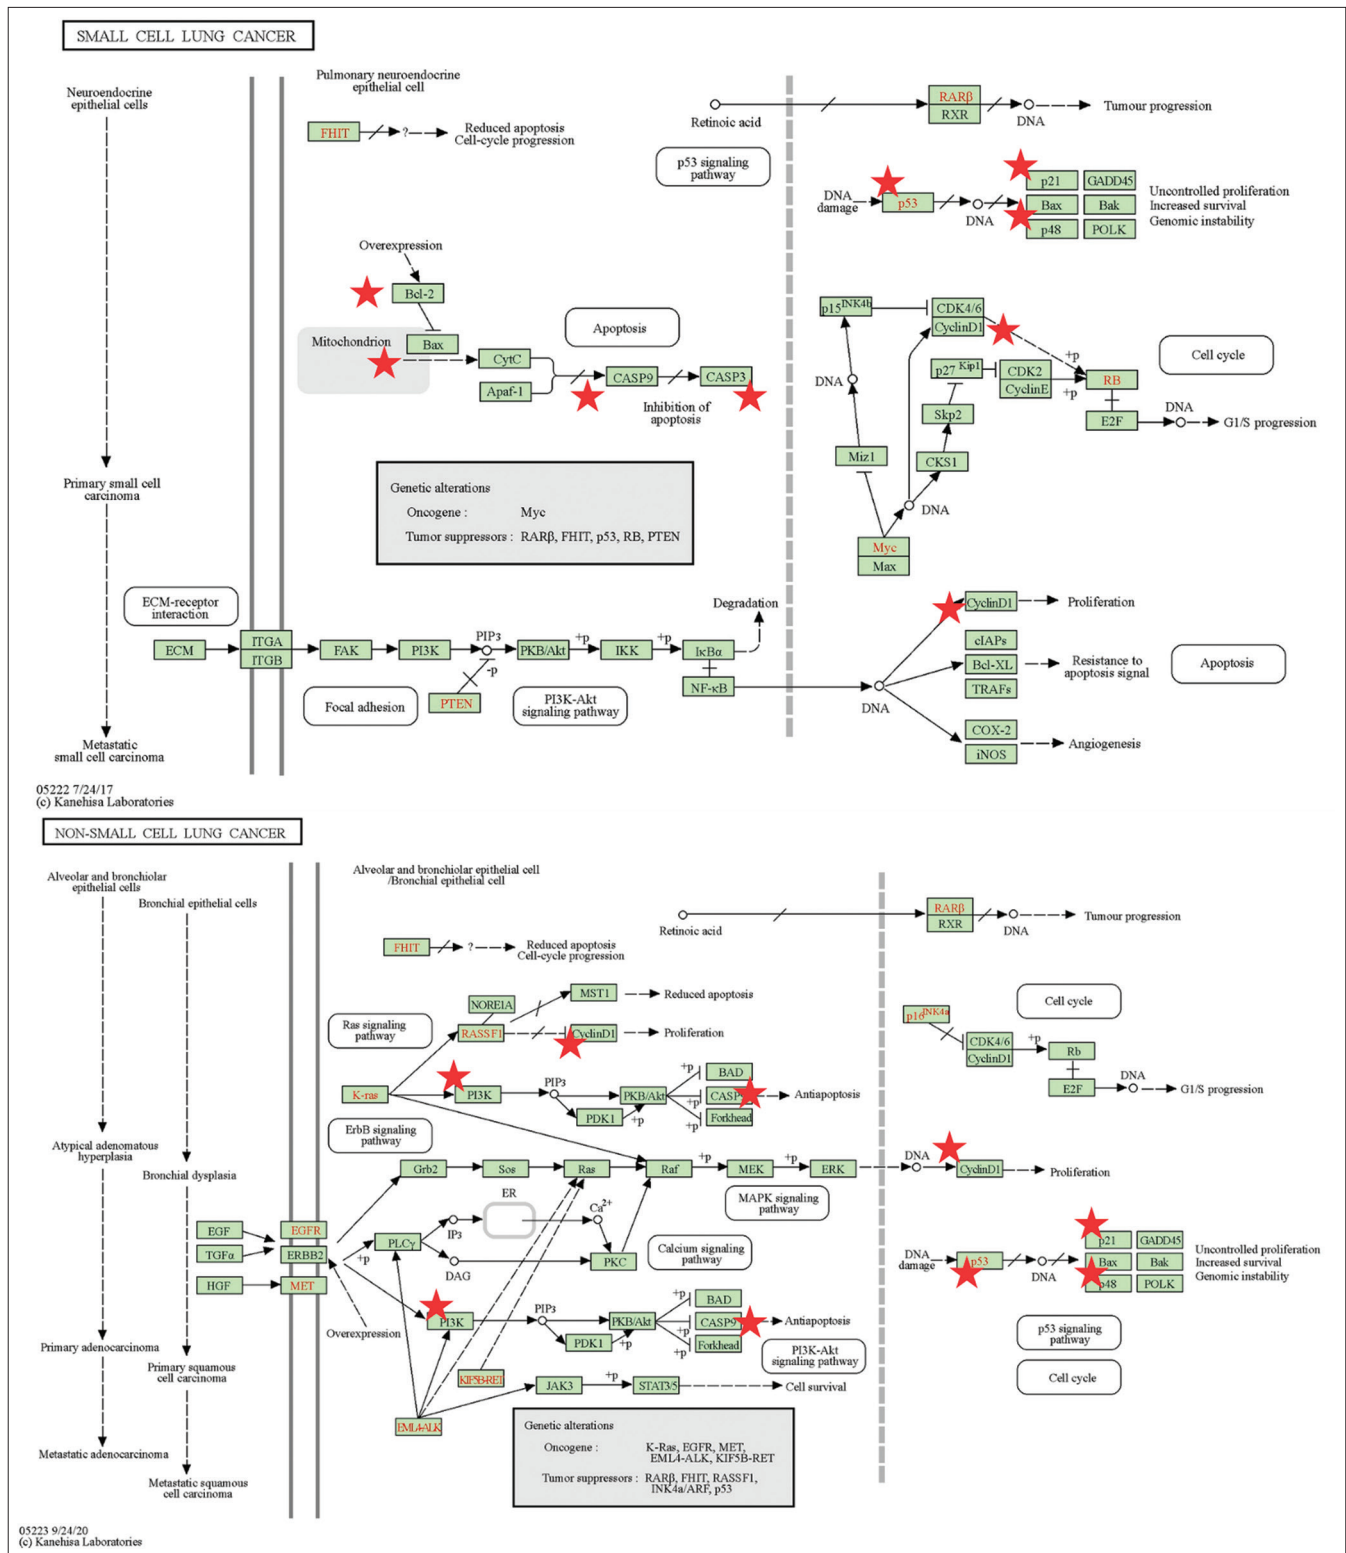 SMALL CELL LUNG CANCER
Neuroendocrine
epithelial cells
Pulmonary neuroendocrine
epithelial cell
FHIT
?
Reduced apoptosis
Cell-cycle progression
Retinoic acid
RARβ
RXR
DNA
Tumour progression
p53 signaling
pathway
DNA
damage
p53
DNA
p21
GADD45
Bax
Bak
p48
POLK
Uncontrolled proliferation
Increased survival
Genomic instability
Overexpression
Bcl-2
Mitochondrion
Bax
CytC
Apaf-1
Apoptosis
CASP9
CASP3
Inhibition of
apoptosis
p15INK4b
CDK4/6
CyclinD1
+p
DNA
p27 Kip1
CDK2
CyclinE
+p
RB
Cell cycle
Skp2
E2F
DNA
G1/S progression
Miz1
CKS1
DNA
Myc
Max
Primary small cell
carcinoma
Genetic alterations
Oncogene : Myc
Tumor suppressors : RARβ, FHIT, p53, RB, PTEN
ECM-receptor
interaction
ECM
ITGA
ITGB
FAK
PI3K
PIP3
-p
PTEN
PKB/Akt
+p
IKK
+p
IκBα
NF-κB
Degradation
Focal adhesion
PI3K-Akt
signaling pathway
DNA
CyclinD1
Proliferation
cIAPs
Bcl-XL
TRAFs
Resistance to
apoptosis signal
Apoptosis
COX-2
iNOS
Angiogenesis
Metastatic
small cell carcinoma
05222 7/24/17
(c) Kanehisa Laboratories
NON-SMALL CELL LUNG CANCER
Alveolar and bronchiolar
epithelial cells
Bronchial epithelial cells
Alveolar and bronchiolar epithelial cell
/Bronchial epithelial cell
Retinoic acid
RARβ
RXR
DNA
Tumour progression
FHIT
?
Reduced apoptosis
Cell-cycle progression
NORE1A
MST1
Reduced apoptosis
Ras signaling
pathway
RASSF1
CyclinD1
Proliferation
p16INK4a
Cell cycle
CDK4/6
CyclinD1
+p
Rb
E2F
DNA
G1/S progression
K-ras
PI3K
PIP3
PDK1
+p
PKB/Akt
+p
+p
+p
BAD
CASP
Forkhead
Antiapoptosis
ErbB signaling
pathway
Atypical adenomatous
hyperplasia
Bronchial dysplasia
Grb2
Sos
Ras
Raf
+p
MEK
+p
ERK
DNA
CyclinD1
Proliferation
MAPK signaling
pathway
ER
Ca2+
IP3
PLCγ
+p
DAG
PKC
Calcium signaling
pathway
EGF
TGFα
HGF
EGFR
ERBB2
MET
Overexpression
DNA
damage
p53
DNA
p21
GADD45
Bax
Bak
p48
POLK
Uncontrolled proliferation
Increased survival
Genomic instability
PI3K
PIP3
PDK1
+p
PKB/Akt
+p
+p
+p
BAD
CASP9
Forkhead
Antiapoptosis
PI3K-Akt
signaling pathway
p53 signaling
pathway
Cell cycle
Primary adenocarcinoma
Primary squamous
cell carcinoma
KIF5B-RET
JAK3
+p
STAT3/5
Cell survival
EML4-ALK
Genetic alterations
Oncogene : K-Ras, EGFR, MET,
EML4-ALK, KIF5B-RET
Tumor suppressors : RARβ, FHIT, RASSF1,
INK4a/ARF, p53
Metastatic adenocarcinoma
Metastatic squamous
cell carcinoma
05223 9/24/20
(c) Kanehisa Laboratories